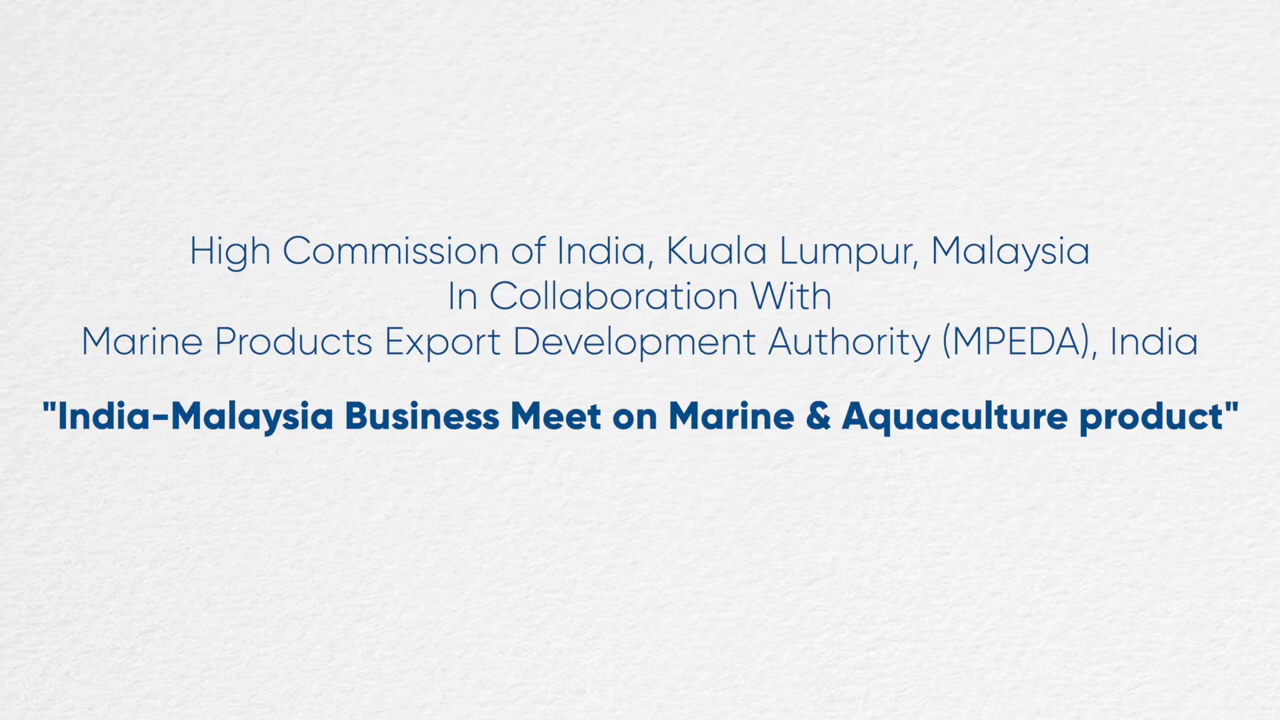 High Commission of India, Kuala Lumpur, Malaysia
In Collaboration With
Marine Products Export Development Authority (MPEDA), India
"India-Malaysia Business Meet on Marine & Aquaculture product"